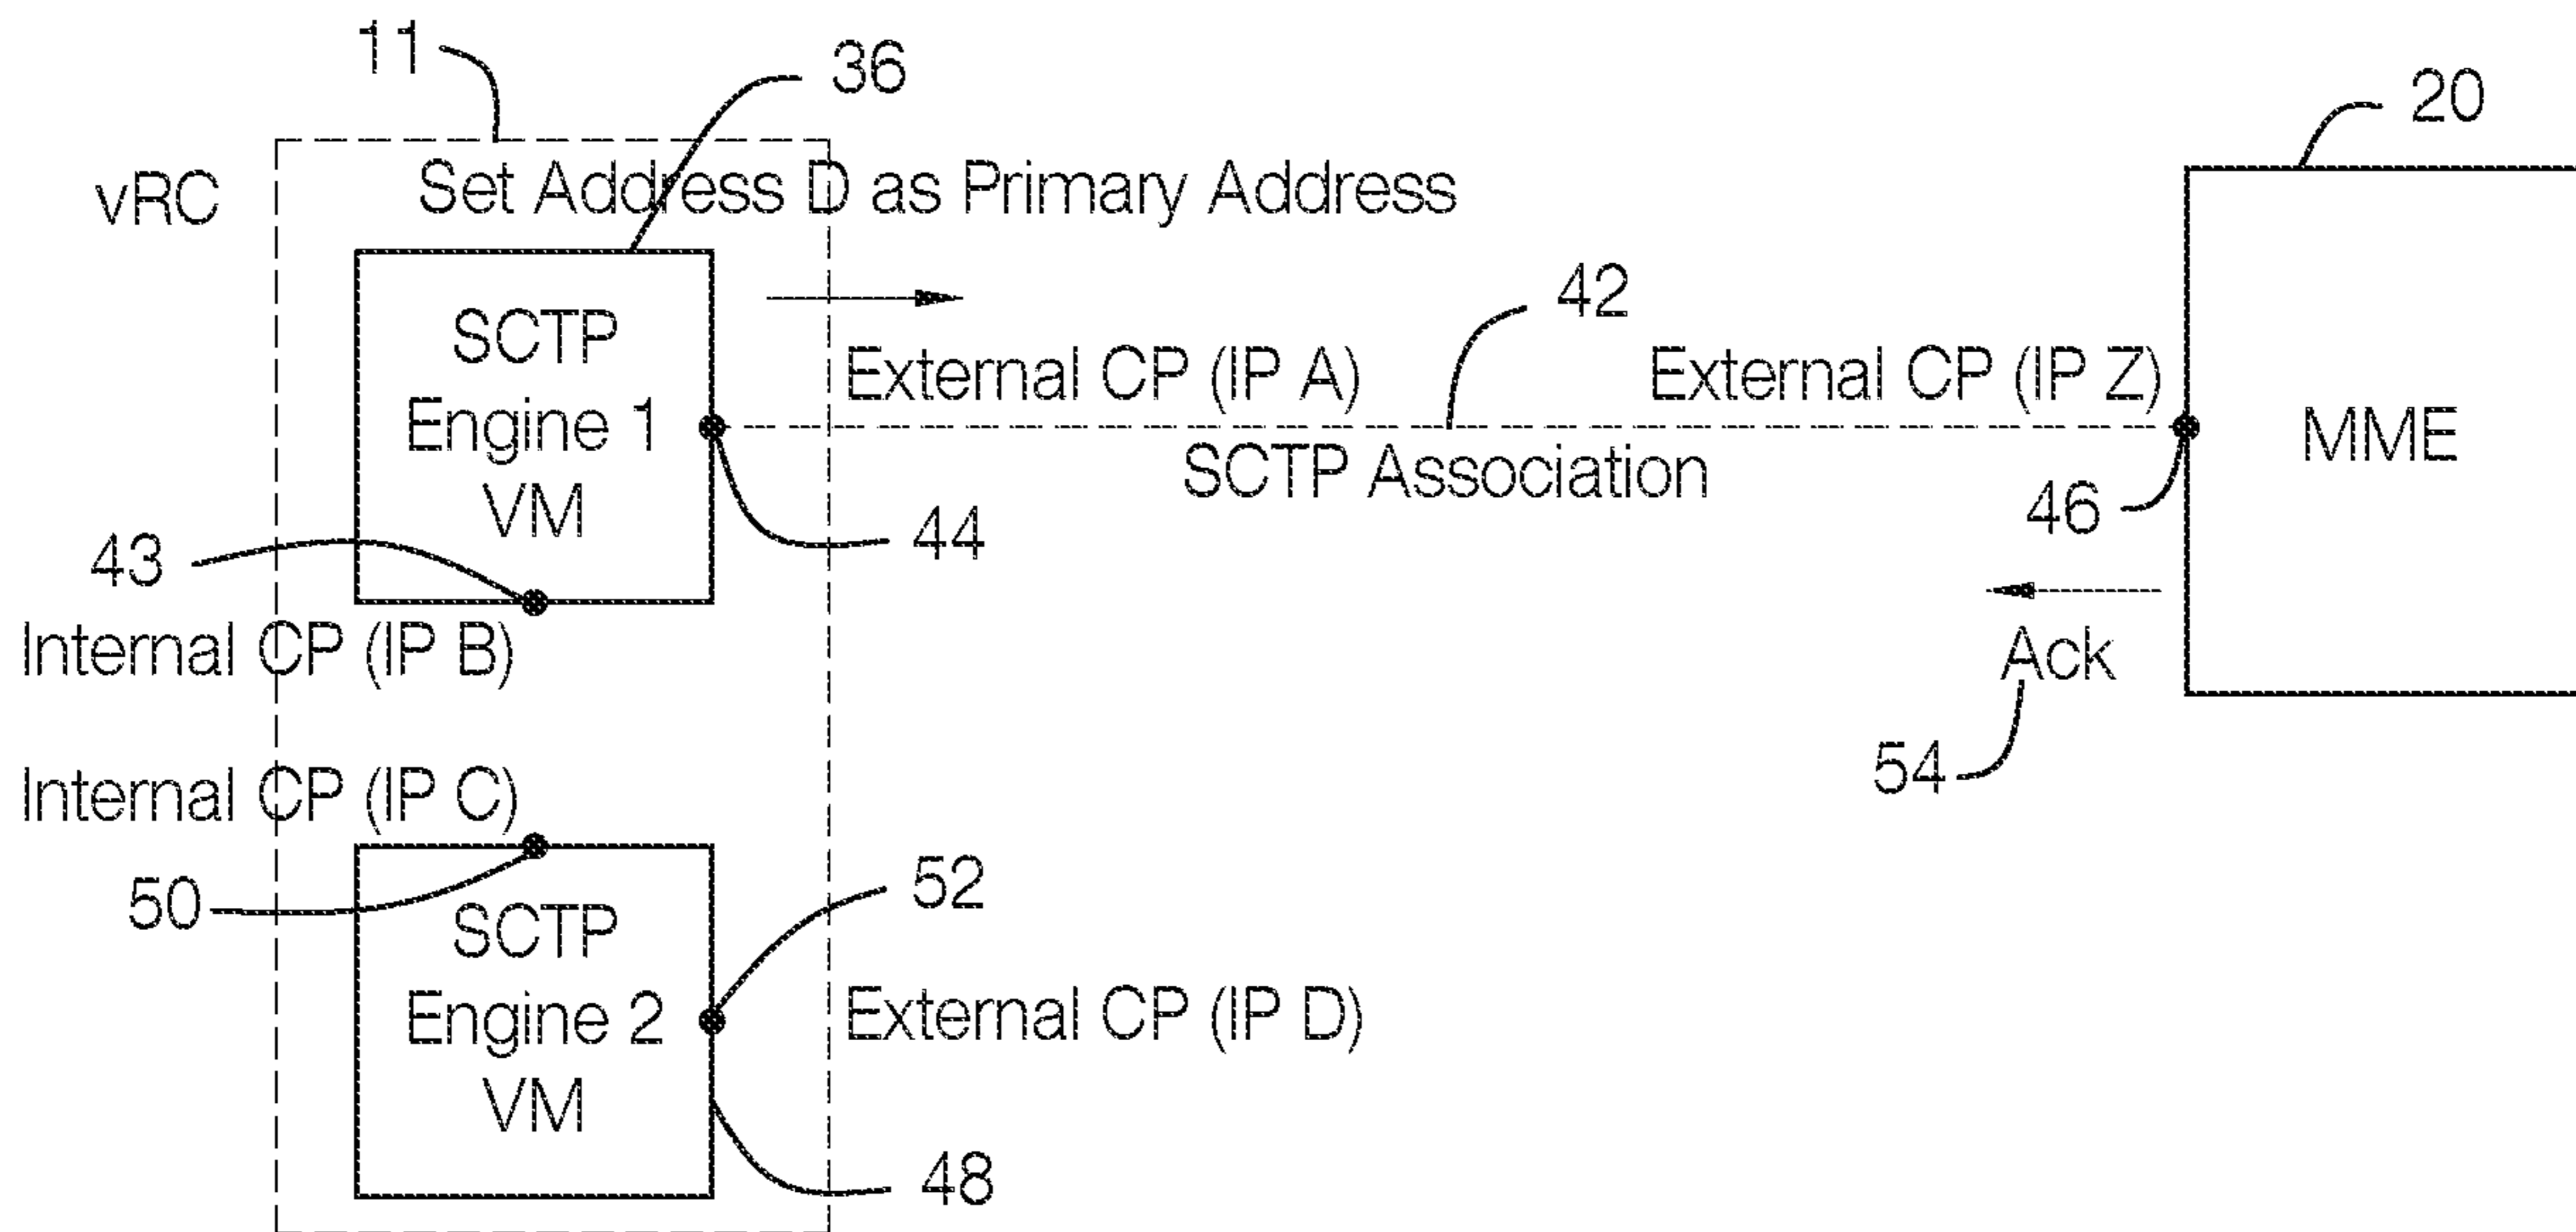 11
36
20
vRC
Set Address D as Primary Address
SCTP
Engine 1
VM
External CP (IP A)
42
External CP (IP Z)
MME
SCTP Association
44
46
43
Internal CP (IP B)
Ack
54
Internal CP (IP C)
50
52
SCTP
Engine 2
VM
External CP (IP D)
48